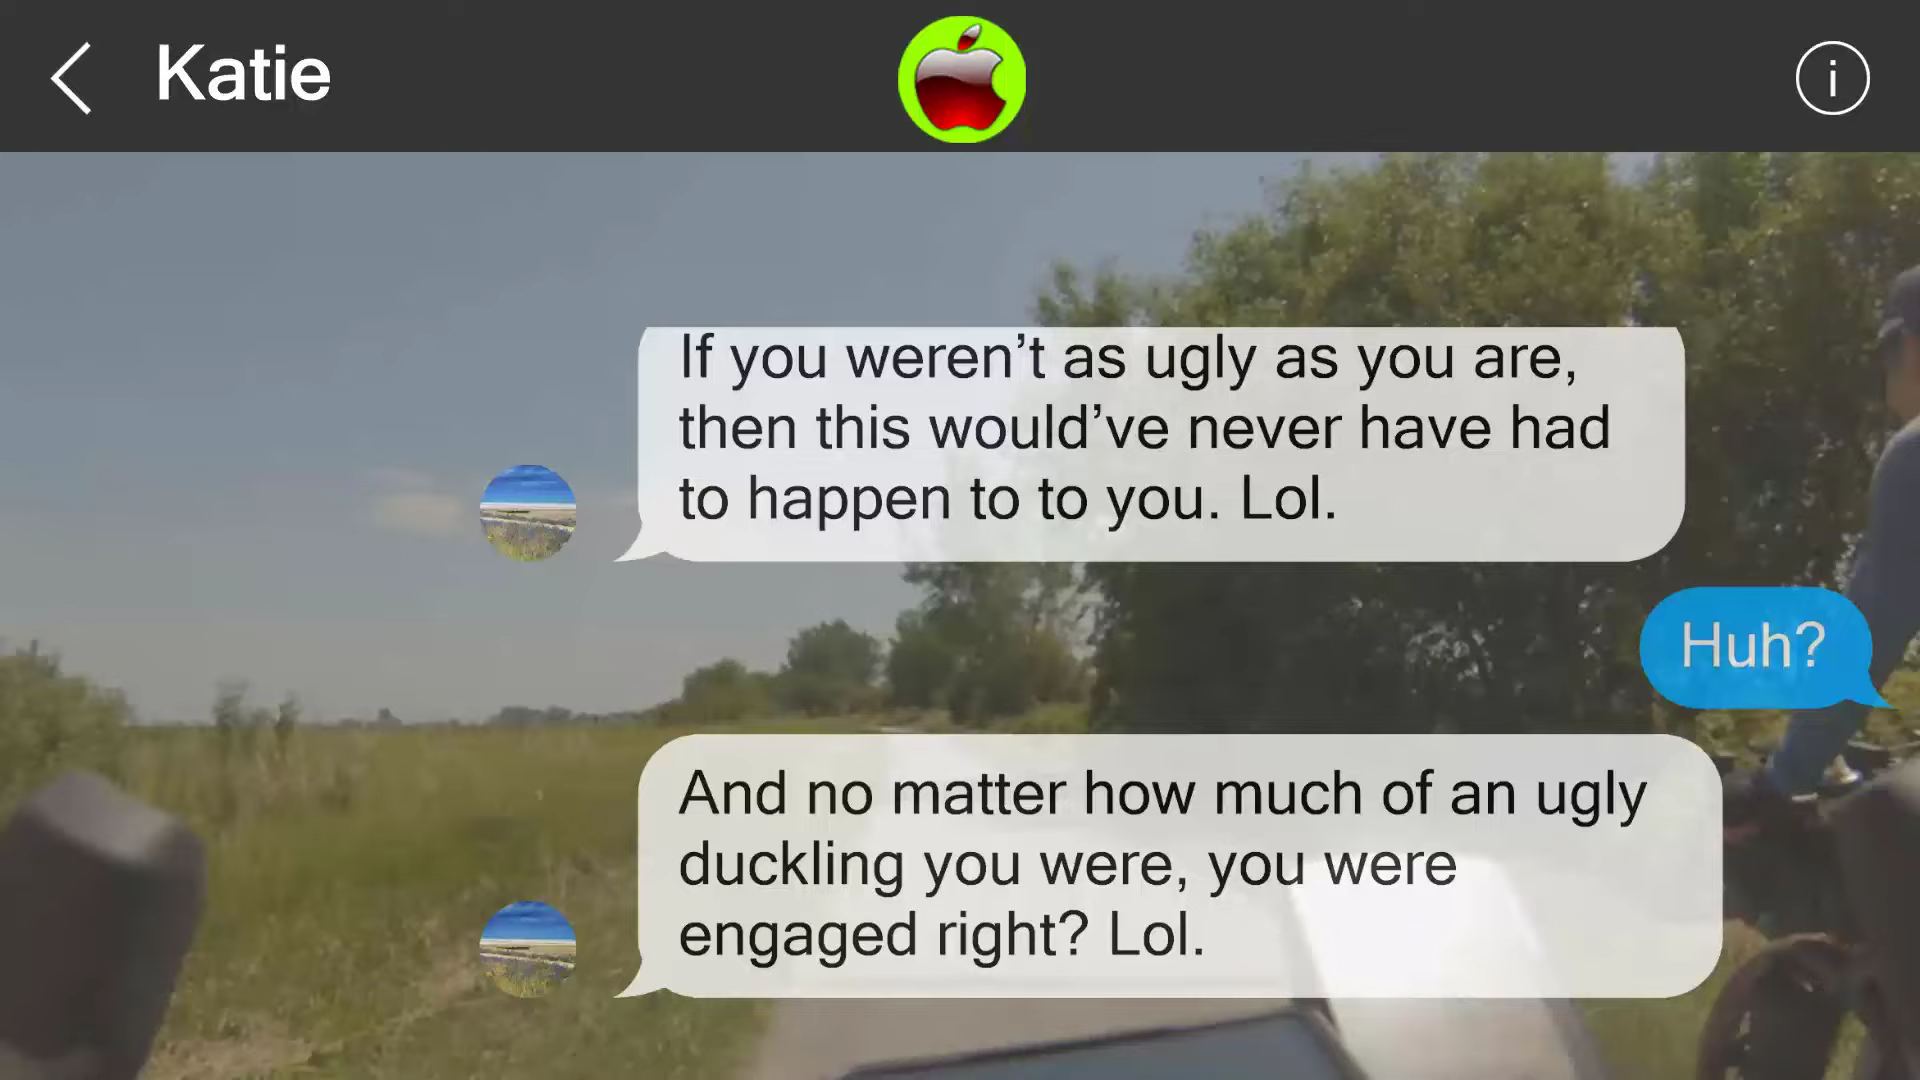 Katie
i
If you weren’t as ugly as you are,
then this would’ve never have had
to happen to to you. Lol.
Huh?
And no matter how much of an ugly
duckling you were, you were
engaged right? Lol.